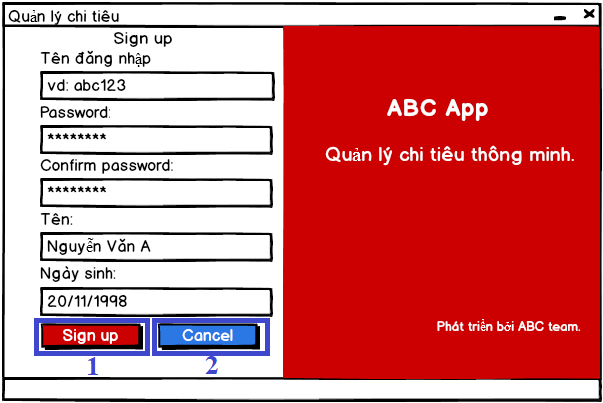 Quản lý chi tiêu
Sign up
Tên đăng nhập
vd: abc123
Password:
********
Confirm password:
********
Tên:
Nguyễn Văn A
Ngày sinh:
20/11/1998
Sign up
Cancel
1
2
ABC App
Quản lý chi tiêu thông minh.
Phát triển bởi ABC team.